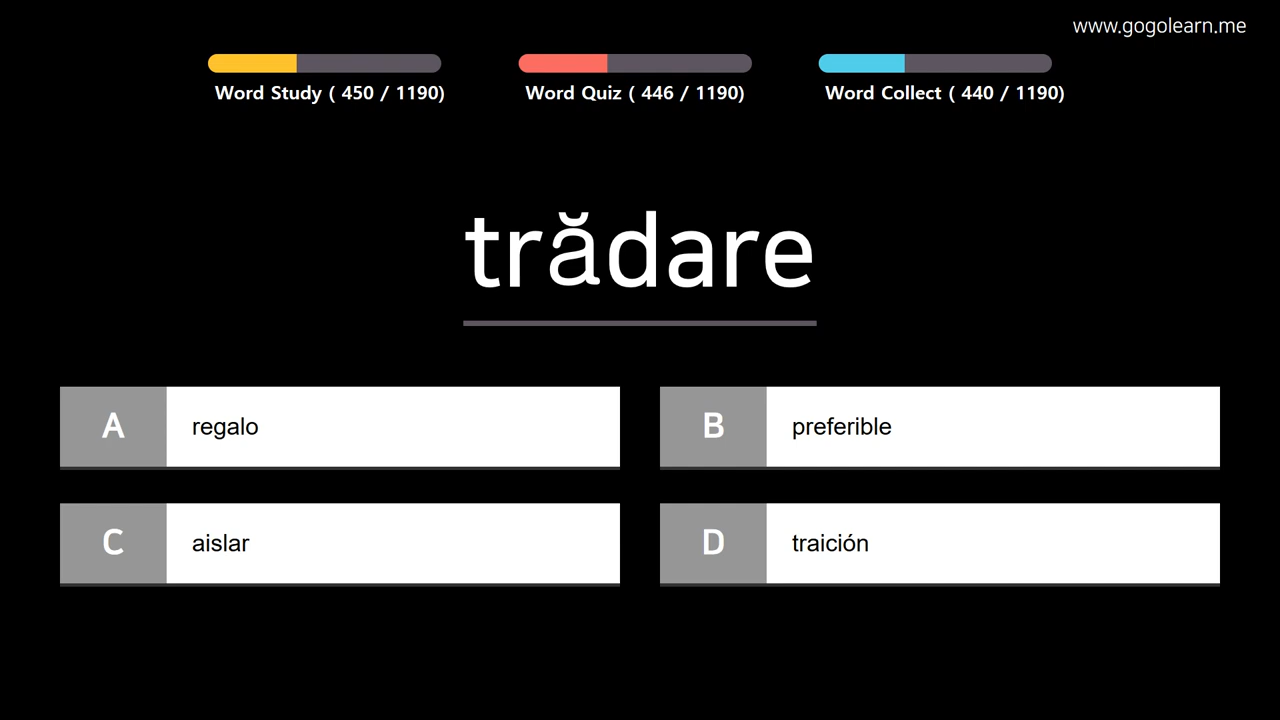 www.gogolearn.me
Word Study ( 450 / 1190)
Word Quiz ( 446 / 1190)
Word Collect ( 440 / 1190)
trădare
A regalo
B preferible
C aislar
D traición